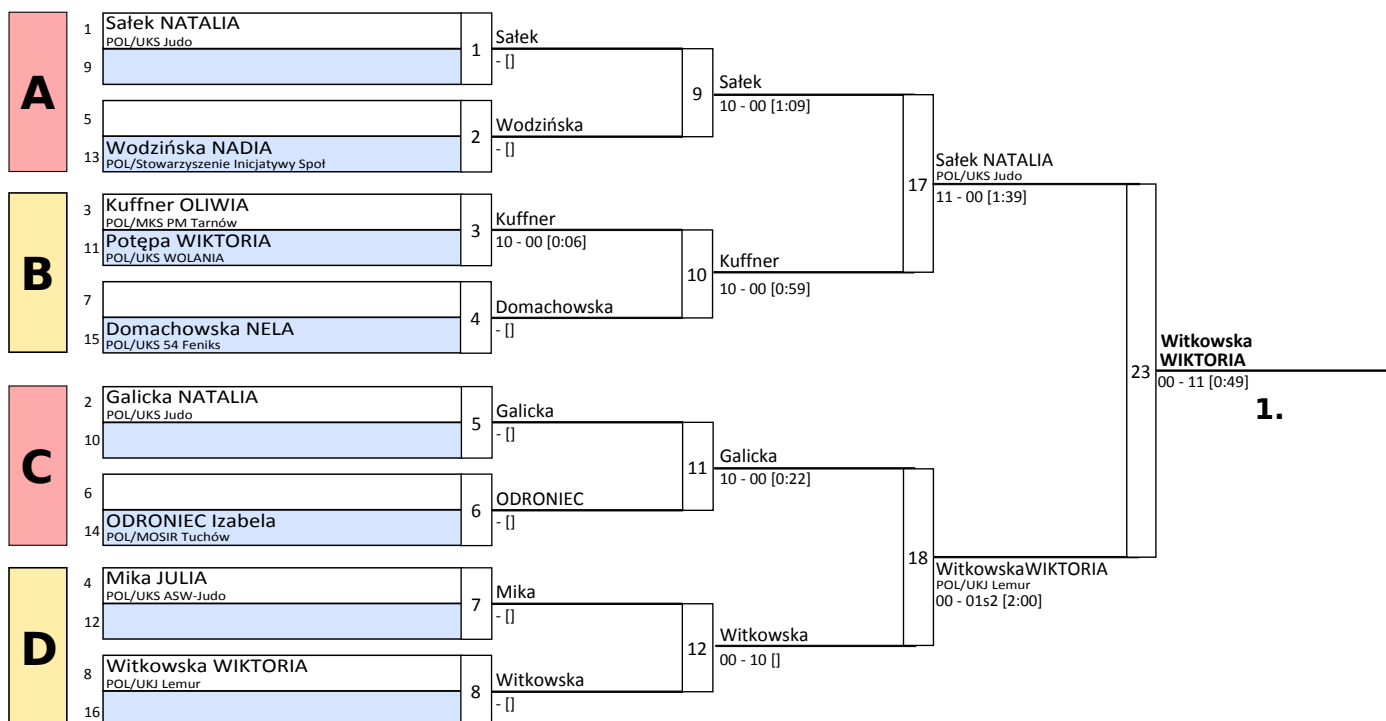 A
1 Sałek NATALIA
POL/UKS Judo
9
1
Sałek
- []
5
13 Wodzińska NADIA
POL/Stowarzyszenie Inicjatywy Społ
2
Wodzińska
- []
9
Sałek
10 - 00 [1:09]
B
3 Kuffner OLIWIA
POL/MKS PM Tarnów
11 Potępa WIKTORIA
POL/UKS WOLANIA
3
Kuffner
10 - 00 [0:06]
7
15 Domachowska NELA
POL/UKS 54 Feniks
4
Domachowska
- []
10
Kuffner
10 - 00 [0:59]
17
Sałek NATALIA
POL/UKS Judo
11 - 00 [1:39]
C
2 Galicka NATALIA
POL/UKS Judo
10
5
Galicka
- []
6
14 ODRONIEC Izabela
POL/MOSIR Tuchów
6
ODRONIEC
- []
11
Galicka
10 - 00 [0:22]
D
4 Mika JULIA
POL/UKS ASW-Judo
12
7
Mika
- []
8 Witkowska WIKTORIA
POL/UKJ Lemur
16
8
Witkowska
- []
12
Witkowska
00 - 10 []
18
WitkowskaWIKTORIA
POL/UKJ Lemur
00 - 01s2 [2:00]
23
Witkowska
WIKTORIA
00 - 11 [0:49]
1.